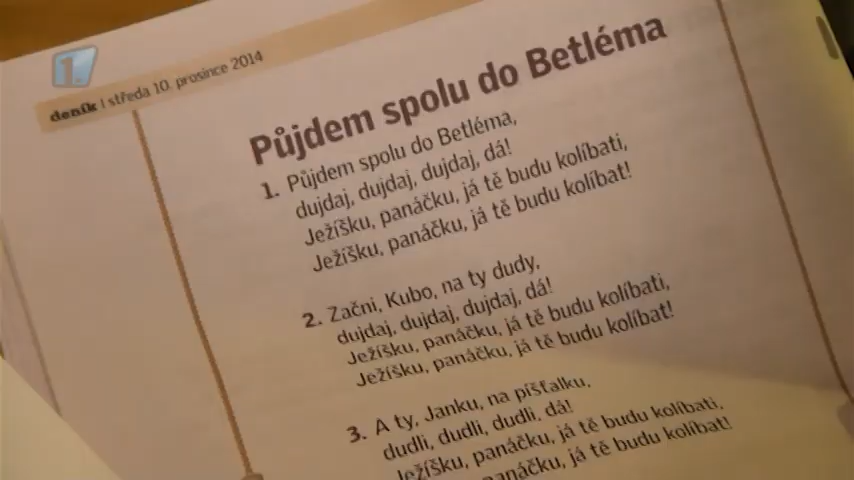 1.
deník | středa 10. prosince 2014
Půjdem spolu do Betléma
1. Půjdem spolu do Betléma,
dujdaj, dujdaj, dujdaj, dá!
Ježíšku, panáčku, já tě budu kolíbati,
Ježíšku, panáčku, já tě budu kolíbat!
2. Začni, Kubo, na ty dudy,
dujdaj, dujdaj, dujdaj, dá!
Ježíšku, panáčku, já tě budu kolíbati,
Ježíšku, panáčku, já tě budu kolíbat!
3. A ty, Janku, na píšťalku,
dudli, dudli, dudli, dá!
Ježíšku, panáčku, já tě budu kolíbati,
panáčku, já tě budu kolíbat!